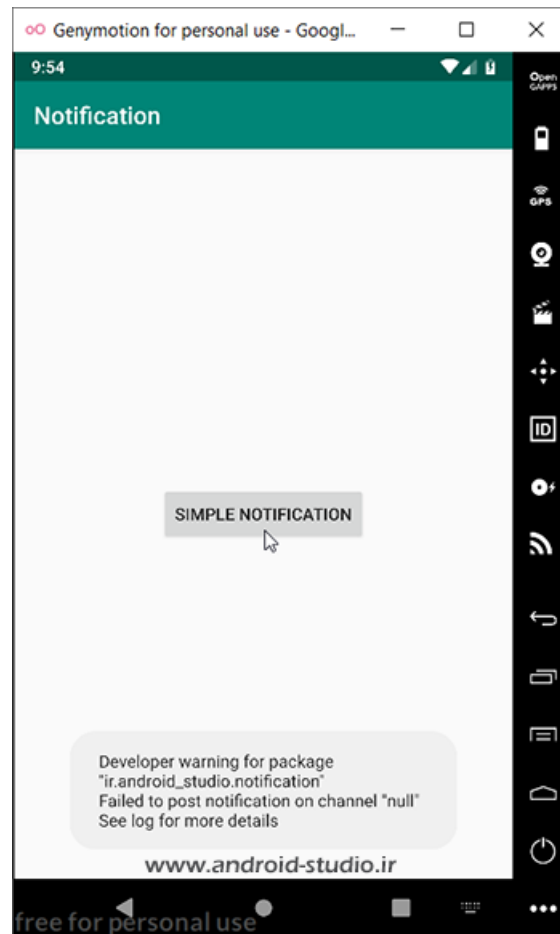 Genymotion for personal use - Googl...
9:54
Open
GAPPS
Notification
GPS
ID
SIMPLE NOTIFICATION
Developer warning for package
"ir.android_studio.notification"
Failed to post notification on channel "null"
See log for more details
www.android-studio.ir
free for personal use